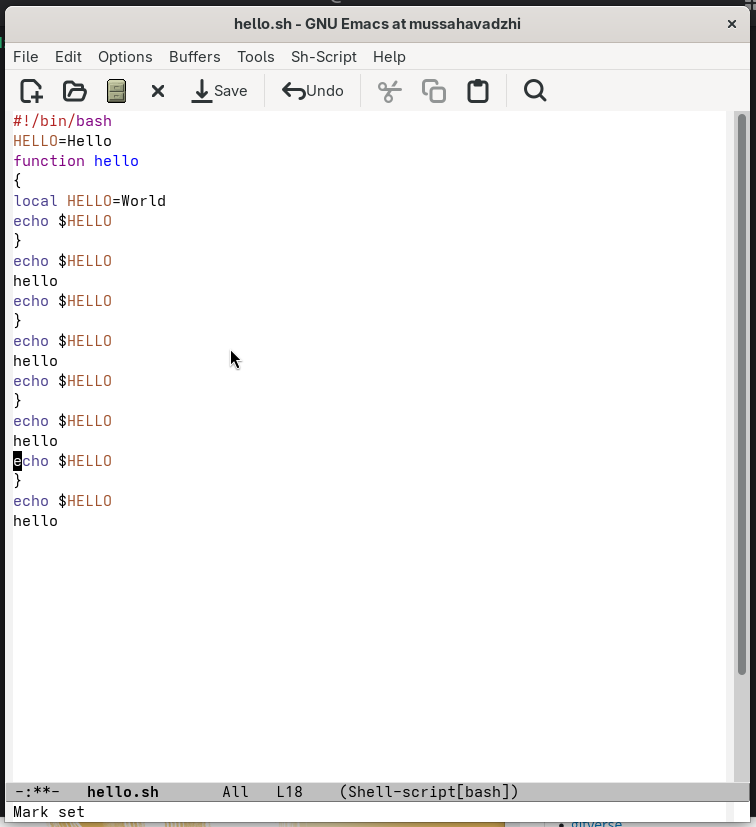 hello.sh - GNU Emacs at mussahavadzhi
File Edit Options Buffers Tools Sh-Script Help
Save Undo
#!/bin/bash
HELLO=Hello
function hello
{
local HELLO=World
echo $HELLO
}
echo $HELLO
hello
echo $HELLO
}
echo $HELLO
hello
echo $HELLO
}
echo $HELLO
hello
echo $HELLO
}
echo $HELLO
hello
-:**- hello.sh All L18 (Shell-script[bash])
Mark set